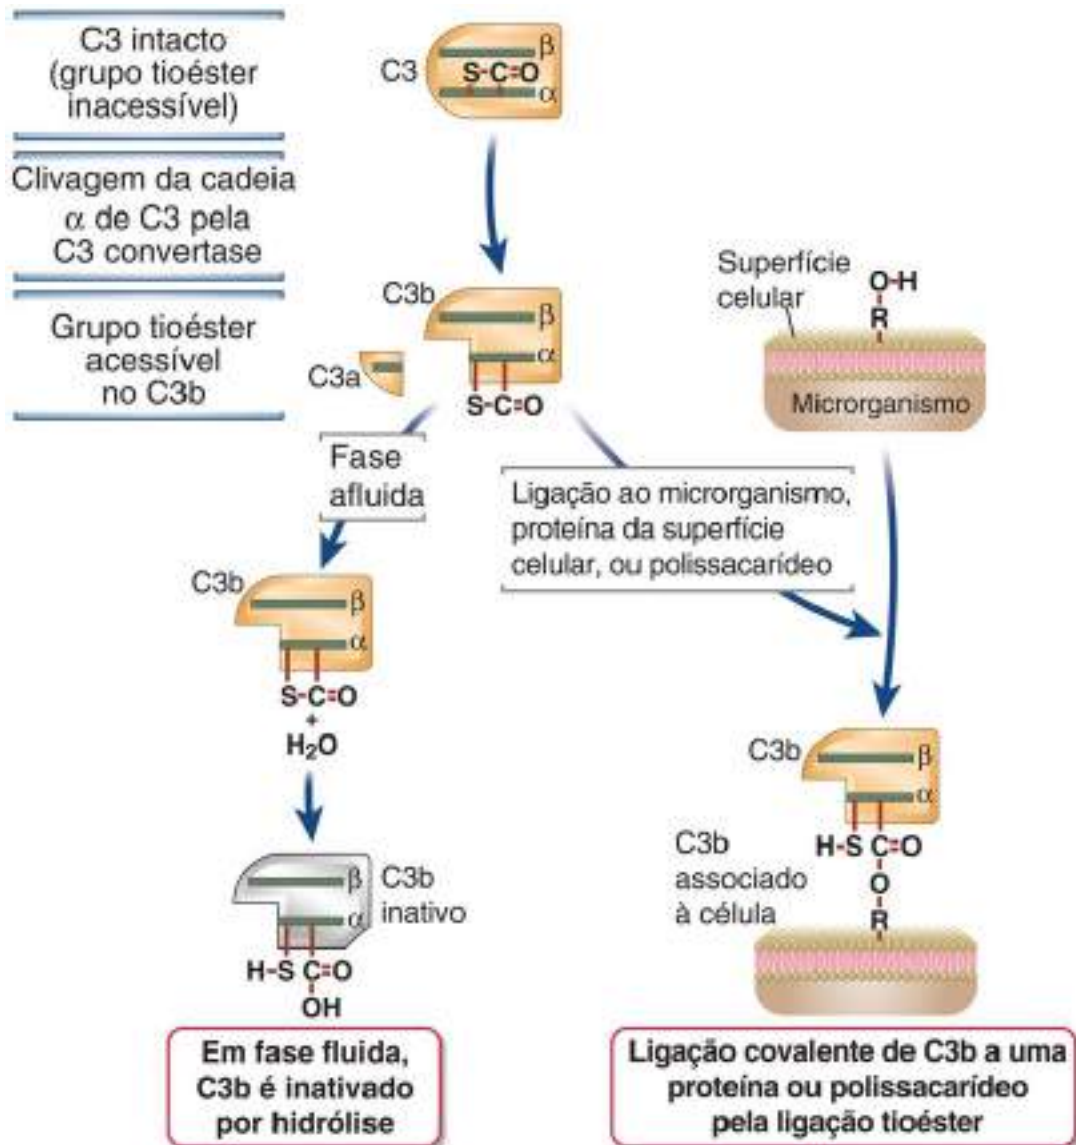 C3 intacto
(grupo tioéster
inacessível)
C3
β
S-C=O
α
Clivagem da cadeia
α de C3 pela
C3 convertase
Grupo tioéster
acessível
no C3b
C3b
β
α
C3a
S-C=O
Superfície
celular
O-H
R
Microrganismo
Fase
afluida
Ligação ao microrganismo,
proteína da superfície
celular, ou polissacarídeo
C3b
β
α
S-C=O
+
H₂O
C3b
inativo
β
α
H-S C=O
OH
Em fase fluida,
C3b é inativado
por hidrólise
C3b
β
α
H-S C=O
O
R
C3b
associado
à célula
Ligação covalente de C3b a uma
proteína ou polissacarídeo
pela ligação tioéster